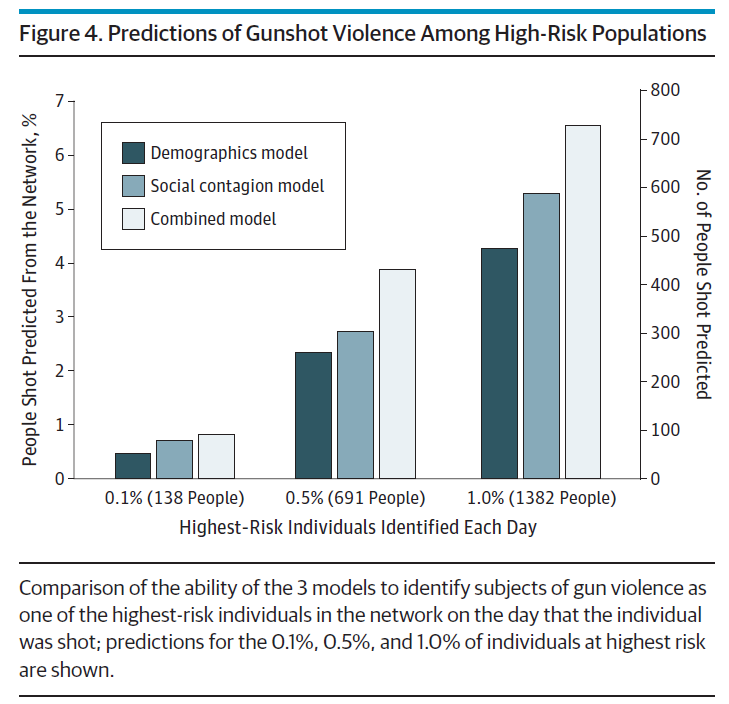 Figure 4. Predictions of Gunshot Violence Among High-Risk Populations
People Shot Predicted From the Network, %
7
6
5
4
3
2
1
0
Demographics model
Social contagion model
Combined model
800
700
600
500
400
300
200
100
0
No. of People Shot Predicted
0.1% (138 People)
0.5% (691 People)
1.0% (1382 People)
Highest-Risk Individuals Identified Each Day
Comparison of the ability of the 3 models to identify subjects of gun violence as
one of the highest-risk individuals in the network on the day that the individual
was shot; predictions for the 0.1%, 0.5%, and 1.0% of individuals at highest risk
are shown.